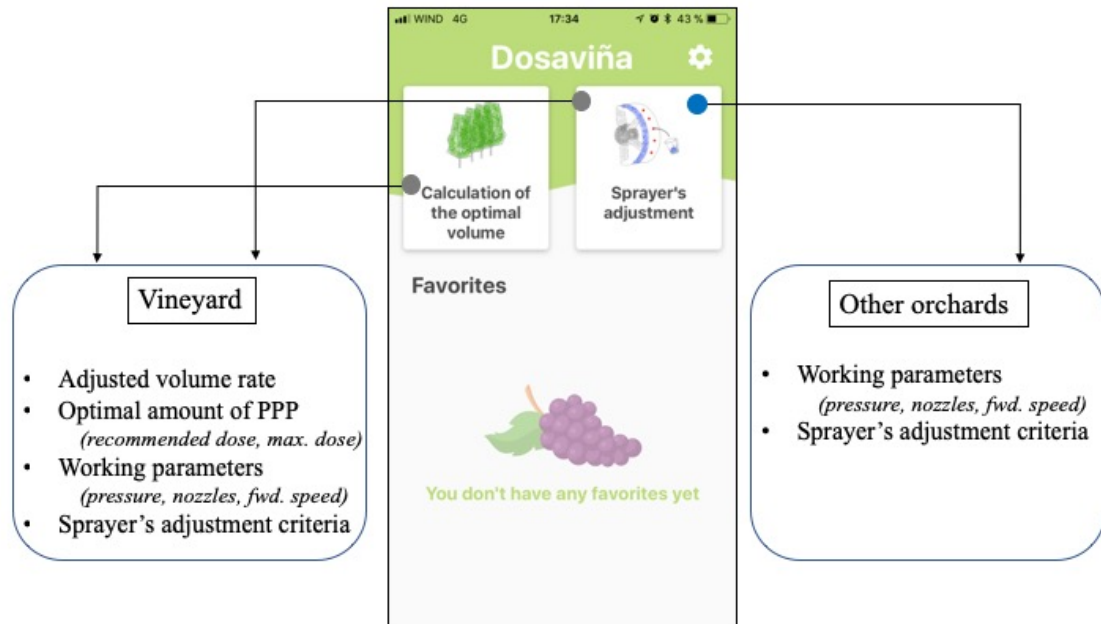 WIND 4G 17:34 43 %
Dosaviña
Calculation of
the optimal
volume
Sprayer's
adjustment
Favorites
You don't have any favorites yet
Vineyard
• Adjusted volume rate
• Optimal amount of PPP
(recommended dose, max. dose)
• Working parameters
(pressure, nozzles, fwd. speed)
• Sprayer’s adjustment criteria
Other orchards
• Working parameters
(pressure, nozzles, fwd. speed)
• Sprayer’s adjustment criteria